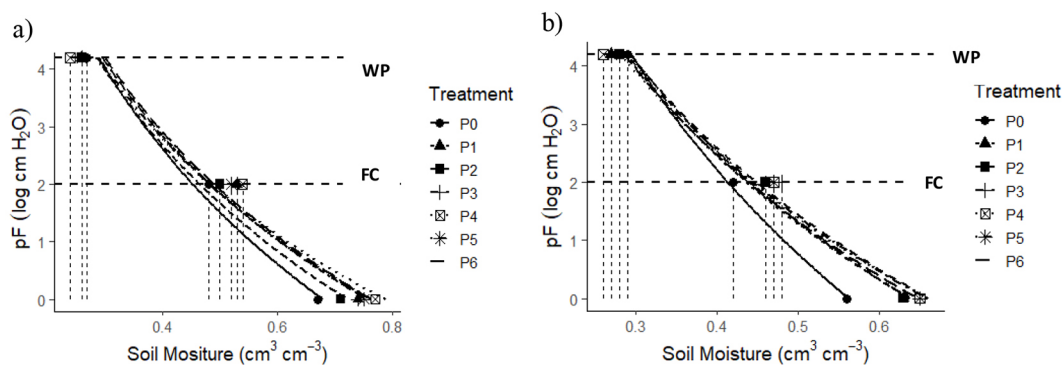 a)
4
3
2
1
0
pF (log cm H₂O)
WP
FC
0.4
0.6
0.8
Soil Mositure (cm³ cm⁻³)
Treatment
P0
P1
P2
P3
P4
P5
P6
b)
4
3
2
1
0
pF (log cm H₂O)
WP
FC
0.3
0.4
0.5
0.6
Soil Moisture (cm³ cm⁻³)
Treatment
P0
P1
P2
P3
P4
P5
P6